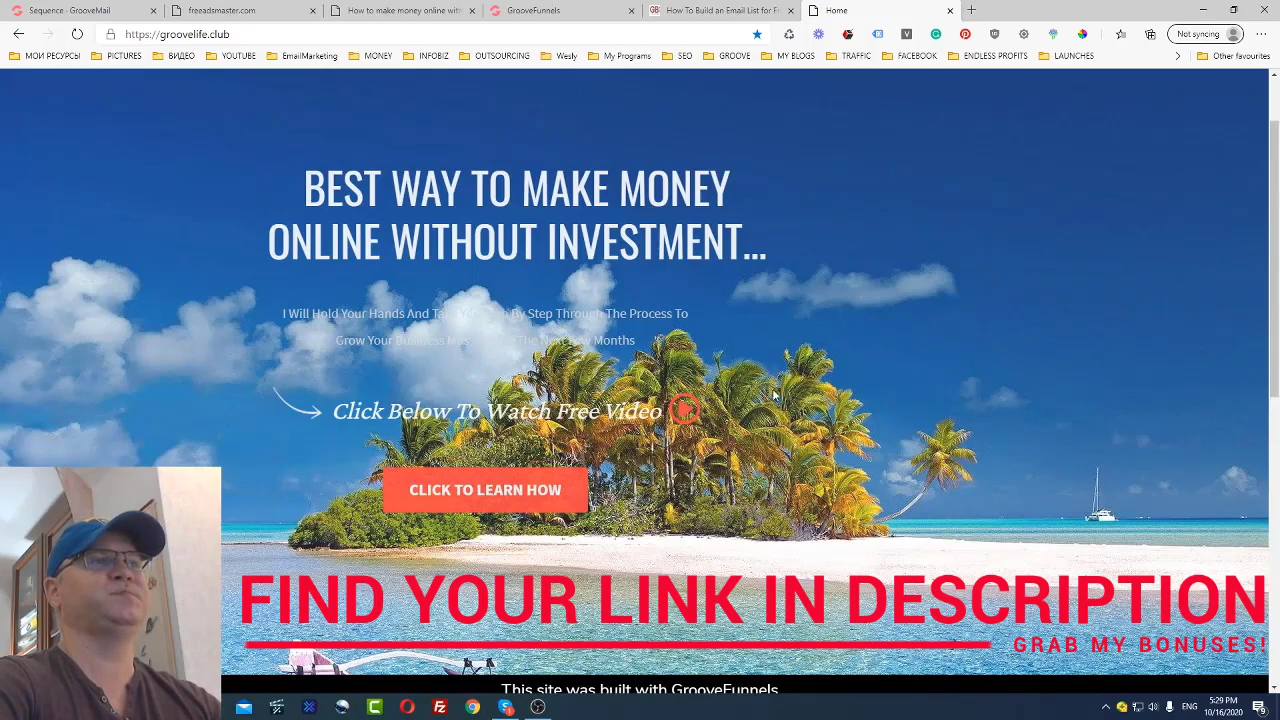 Sequence - GrooveMail
freeadsmaster.com
How to make money online with
GrooveFunnels
How To Build an Email List for F
Home
https://groovelife.club
Not syncing
МОИ РЕСУРСЫ
PICTURES
ВИДЕО
YOUTUBE
EmailMarketing
MONEY
INFOBIZ
OUTSOURCING
Wesly
My Programs
SEO
GROOVE
MY BLOGS
TRAFFIC
FACEBOOK
ENDLESS PROFITS
LAUNCHES
Other favourites
BEST WAY TO MAKE MONEY
ONLINE WITHOUT INVESTMENT...
I Will Hold Your Hands And By Step Through The Process To
Grow Your Business The Next Few Months
Click Below To Watch Free Video
CLICK TO LEARN HOW
FIND YOUR LINK IN DESCRIPTION
GRAB MY BONUSES!
This site was built with GrooveFunnels
ENG
5:29 PM
10/16/2020